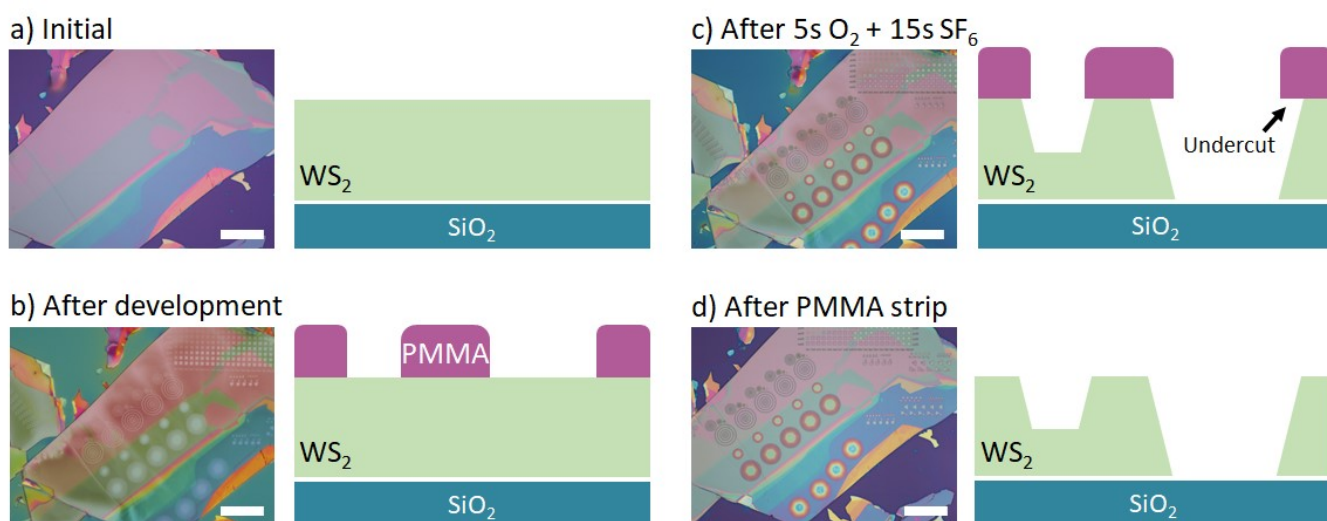 a) Initial
WS₂
SiO₂
b) After development
PMMA
WS₂
SiO₂
c) After 5s O₂ + 15s SF₆
Undercut
WS₂
SiO₂
d) After PMMA strip
WS₂
SiO₂